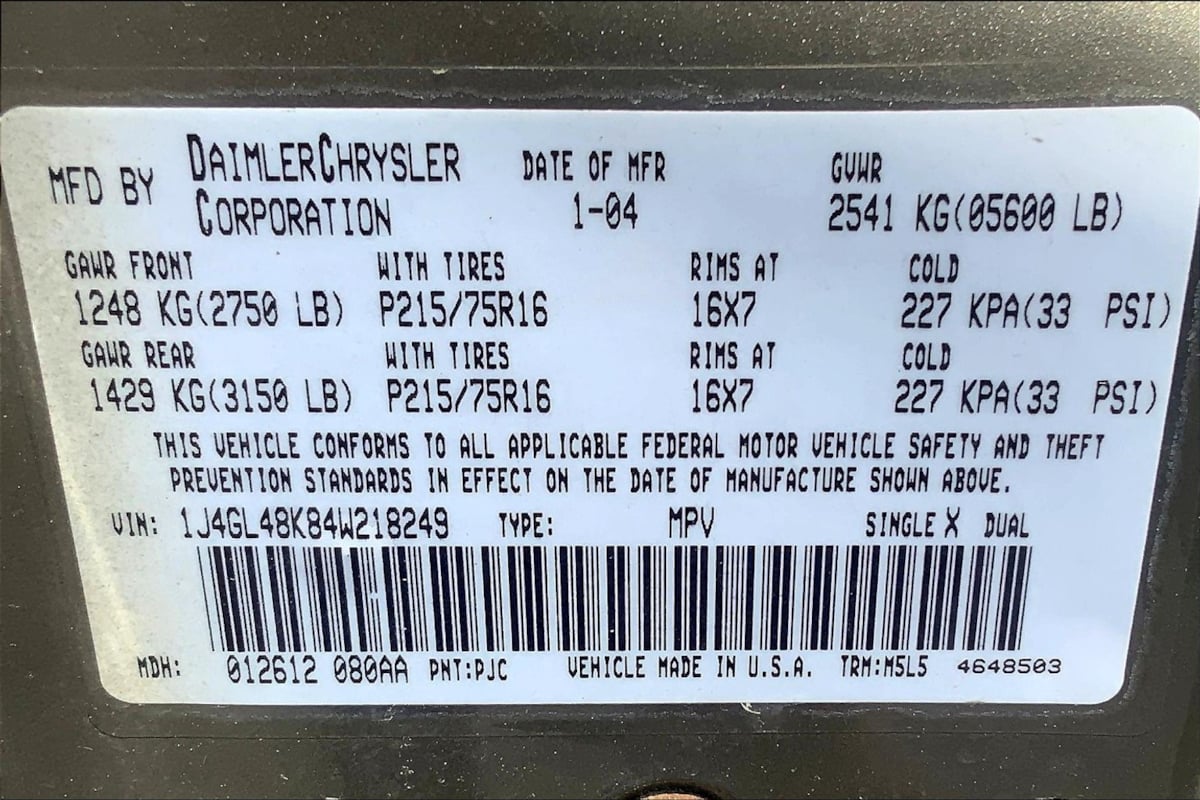 MFD BY DAIMLERCHRYSLER CORPORATION DATE OF MFR 1-04 GVWR 2541 KG(05600 LB)
GAWR FRONT WITH TIRES RIMS AT COLD
1248 KG(2750 LB) P215/75R16 16X7 227 KPA(33 PSI)
GAWR REAR WITH TIRES RIMS AT COLD
1429 KG(3150 LB) P215/75R16 16X7 227 KPA(33 PSI)
THIS VEHICLE CONFORMS TO ALL APPLICABLE FEDERAL MOTOR VEHICLE SAFETY AND THEFT
PREVENTION STANDARDS IN EFFECT ON THE DATE OF MANUFACTURE SHOWN ABOVE.
VIN: 1J4GL48K84W218249 TYPE: MPV SINGLE X DUAL
MDH: 012612 080AA PNT:PJC VEHICLE MADE IN U.S.A. TRM:M5L5 4648503